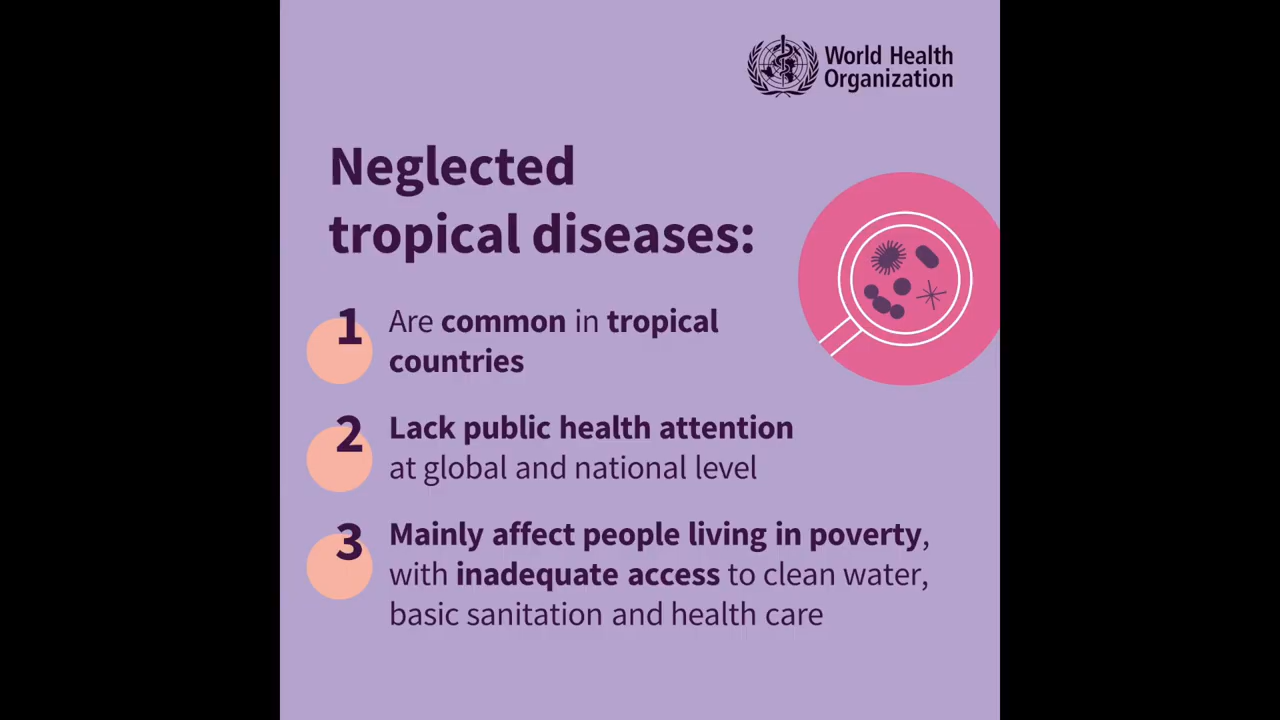 World Health
Organization
Neglected
tropical diseases:
1
Are common in tropical
countries
2
Lack public health attention
at global and national level
3
Mainly affect people living in poverty,
with inadequate access to clean water,
basic sanitation and health care